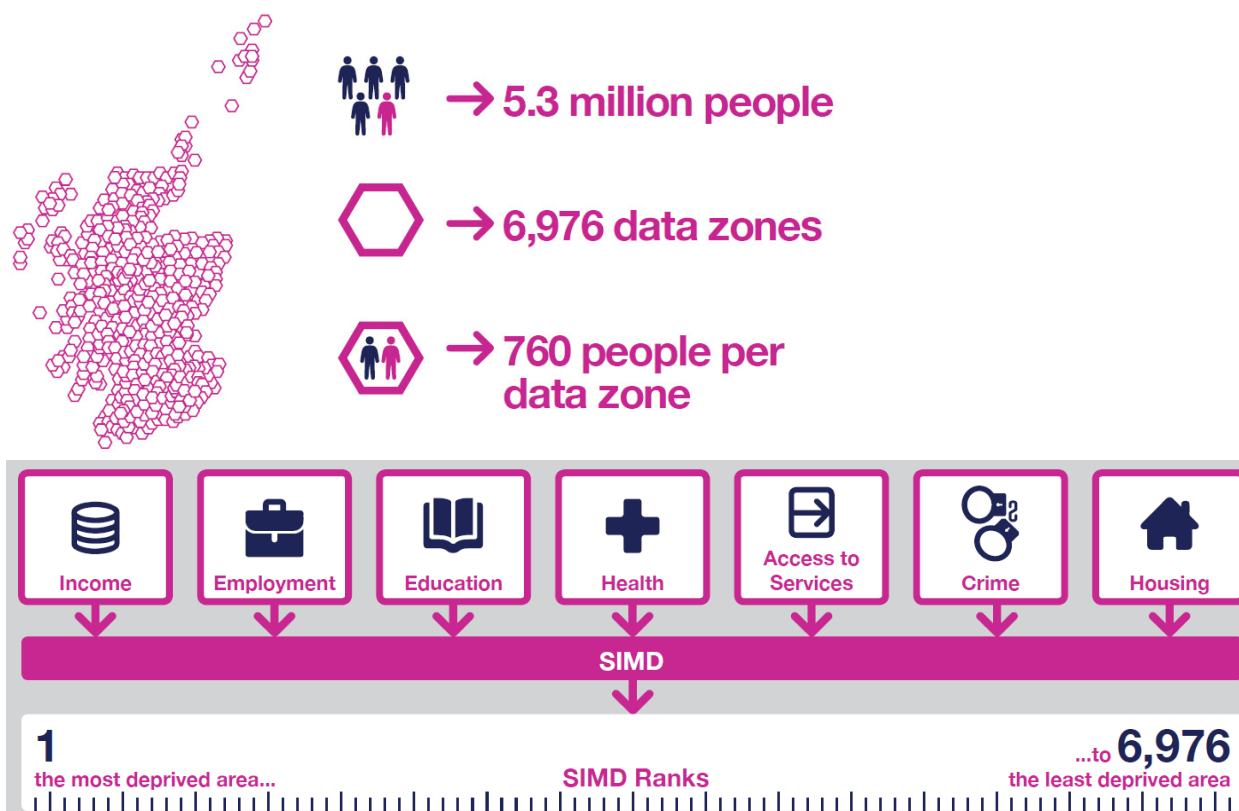 5.3 million people
6,976 data zones
760 people per
data zone
Income
Employment
Education
Health
Access to
Services
Crime
Housing
SIMD
1
the most deprived area...
SIMD Ranks
...to 6,976
the least deprived area